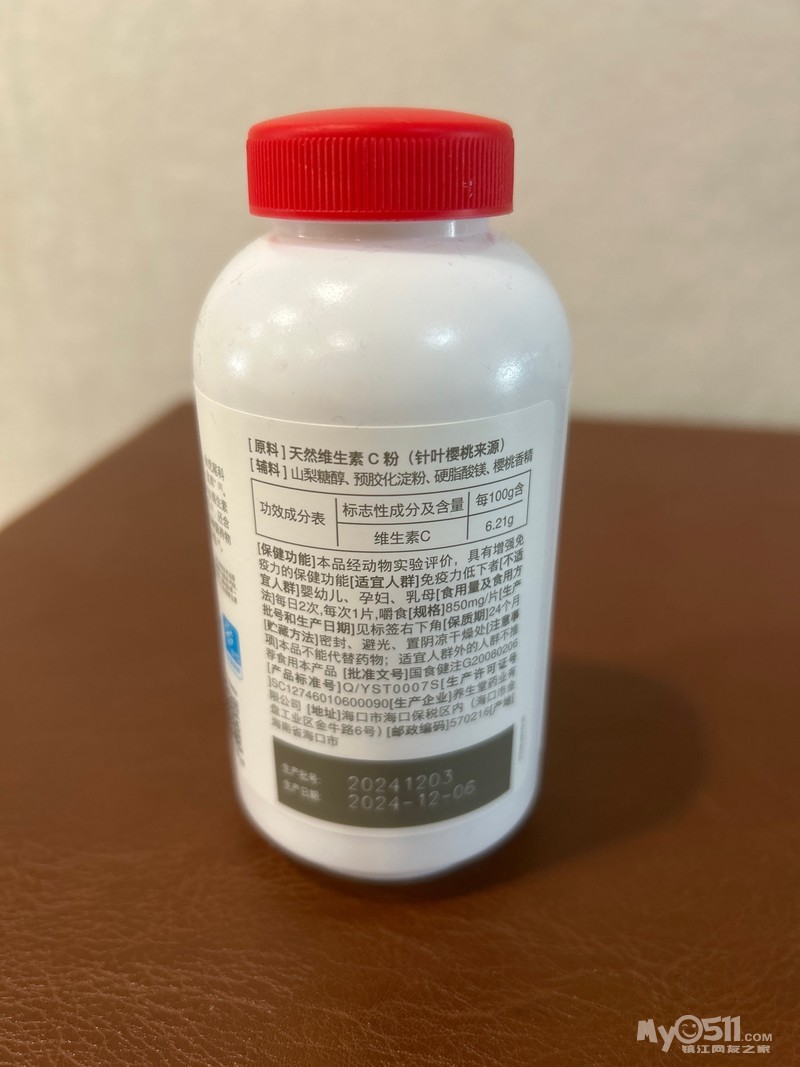 [原料]天然维生素C粉（针叶樱桃来源）
[辅料]山梨糖醇、预胶化淀粉、硬脂酸镁、樱桃香精
功效成分表 标志性成分及含量 每100g含
维生素C 6.21g
[保健功能]本品经动物实验评价，具有增强免
疫力的保健功能[适宜人群]免疫力低下者[不适
宜人群]婴幼儿、孕妇、乳母[食用量及食用方
法]每日2次,每次1片,嚼食[规格]850mg/片[生产
批号和生产日期]见标签右下角[保质期]24个月
[贮藏方法]密封、避光、置阴凉干燥处[注意事
项]本品不能代替药物；适宜人群外的人群不推
荐食用本产品 [批准文号]国食健注G20080206
[产品标准号]Q/YST0007S[生产许可证号
]SC12746010600090[生产企业]养生堂药业有
限公司 [地址]海口市海口保税区内（海口市金
盘工业区金牛路6号）[邮政编码]570216[产地]
海南省海口市
生产批号: 20241203
生产日期: 2024-12-06
My0511.COM
镇江网友之家